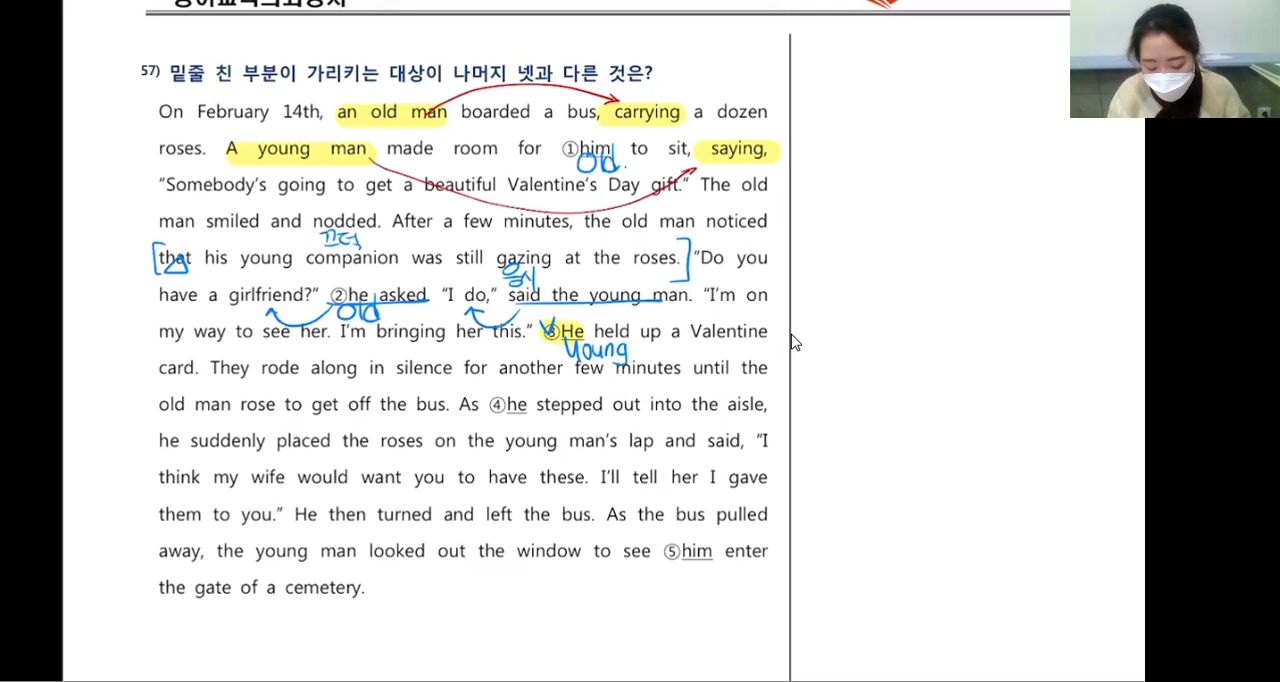 57) 밑줄 친 부분이 가리키는 대상이 나머지 넷과 다른 것은?
On February 14th, an old man boarded a bus, carrying a dozen
roses. A young man made room for ①him to sit, saying,
Old
“Somebody’s going to get a beautiful Valentine’s Day gift.” The old
man smiled and nodded. After a few minutes, the old man noticed
that his young companion was still gazing at the roses. “Do you
응시
have a girlfriend?” ②he asked. “I do,” said the young man. “I’m on
Old
my way to see her. I’m bringing her this.” ③He held up a Valentine
Young
card. They rode along in silence for another few minutes until the
old man rose to get off the bus. As ④he stepped out into the aisle,
he suddenly placed the roses on the young man’s lap and said, “I
think my wife would want you to have these. I’ll tell her I gave
them to you.” He then turned and left the bus. As the bus pulled
away, the young man looked out the window to see ⑤him enter
the gate of a cemetery.